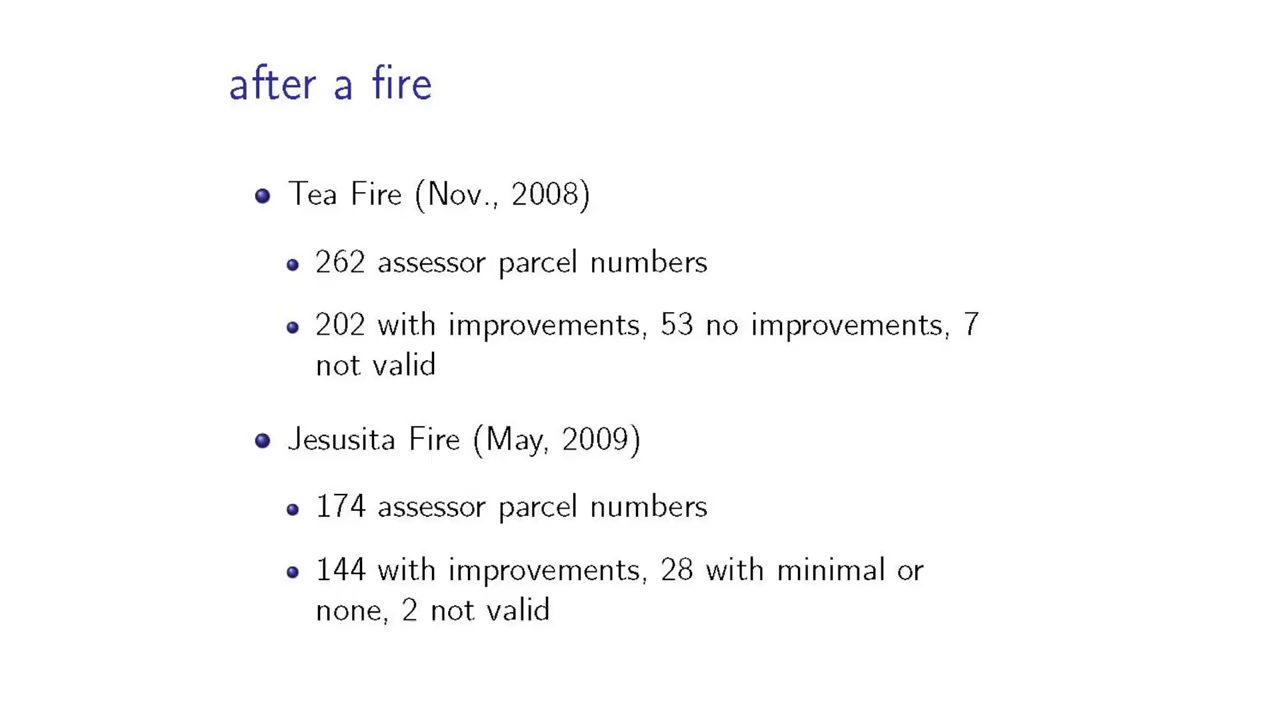 after a fire
Tea Fire (Nov., 2008)
262 assessor parcel numbers
202 with improvements, 53 no improvements, 7
not valid
Jesusita Fire (May, 2009)
174 assessor parcel numbers
144 with improvements, 28 with minimal or
none, 2 not valid